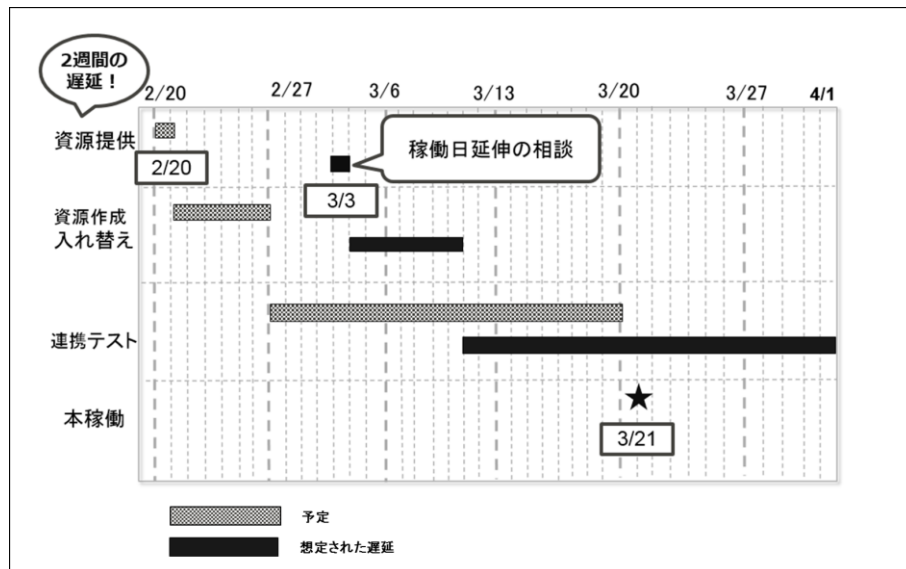 2週間の
遅延！
2/20
2/27
3/6
3/13
3/20
3/27
4/1
資源提供
2/20
稼働日延伸の相談
3/3
資源作成
入れ替え
連携テスト
本稼働
3/21
予定
想定された遅延